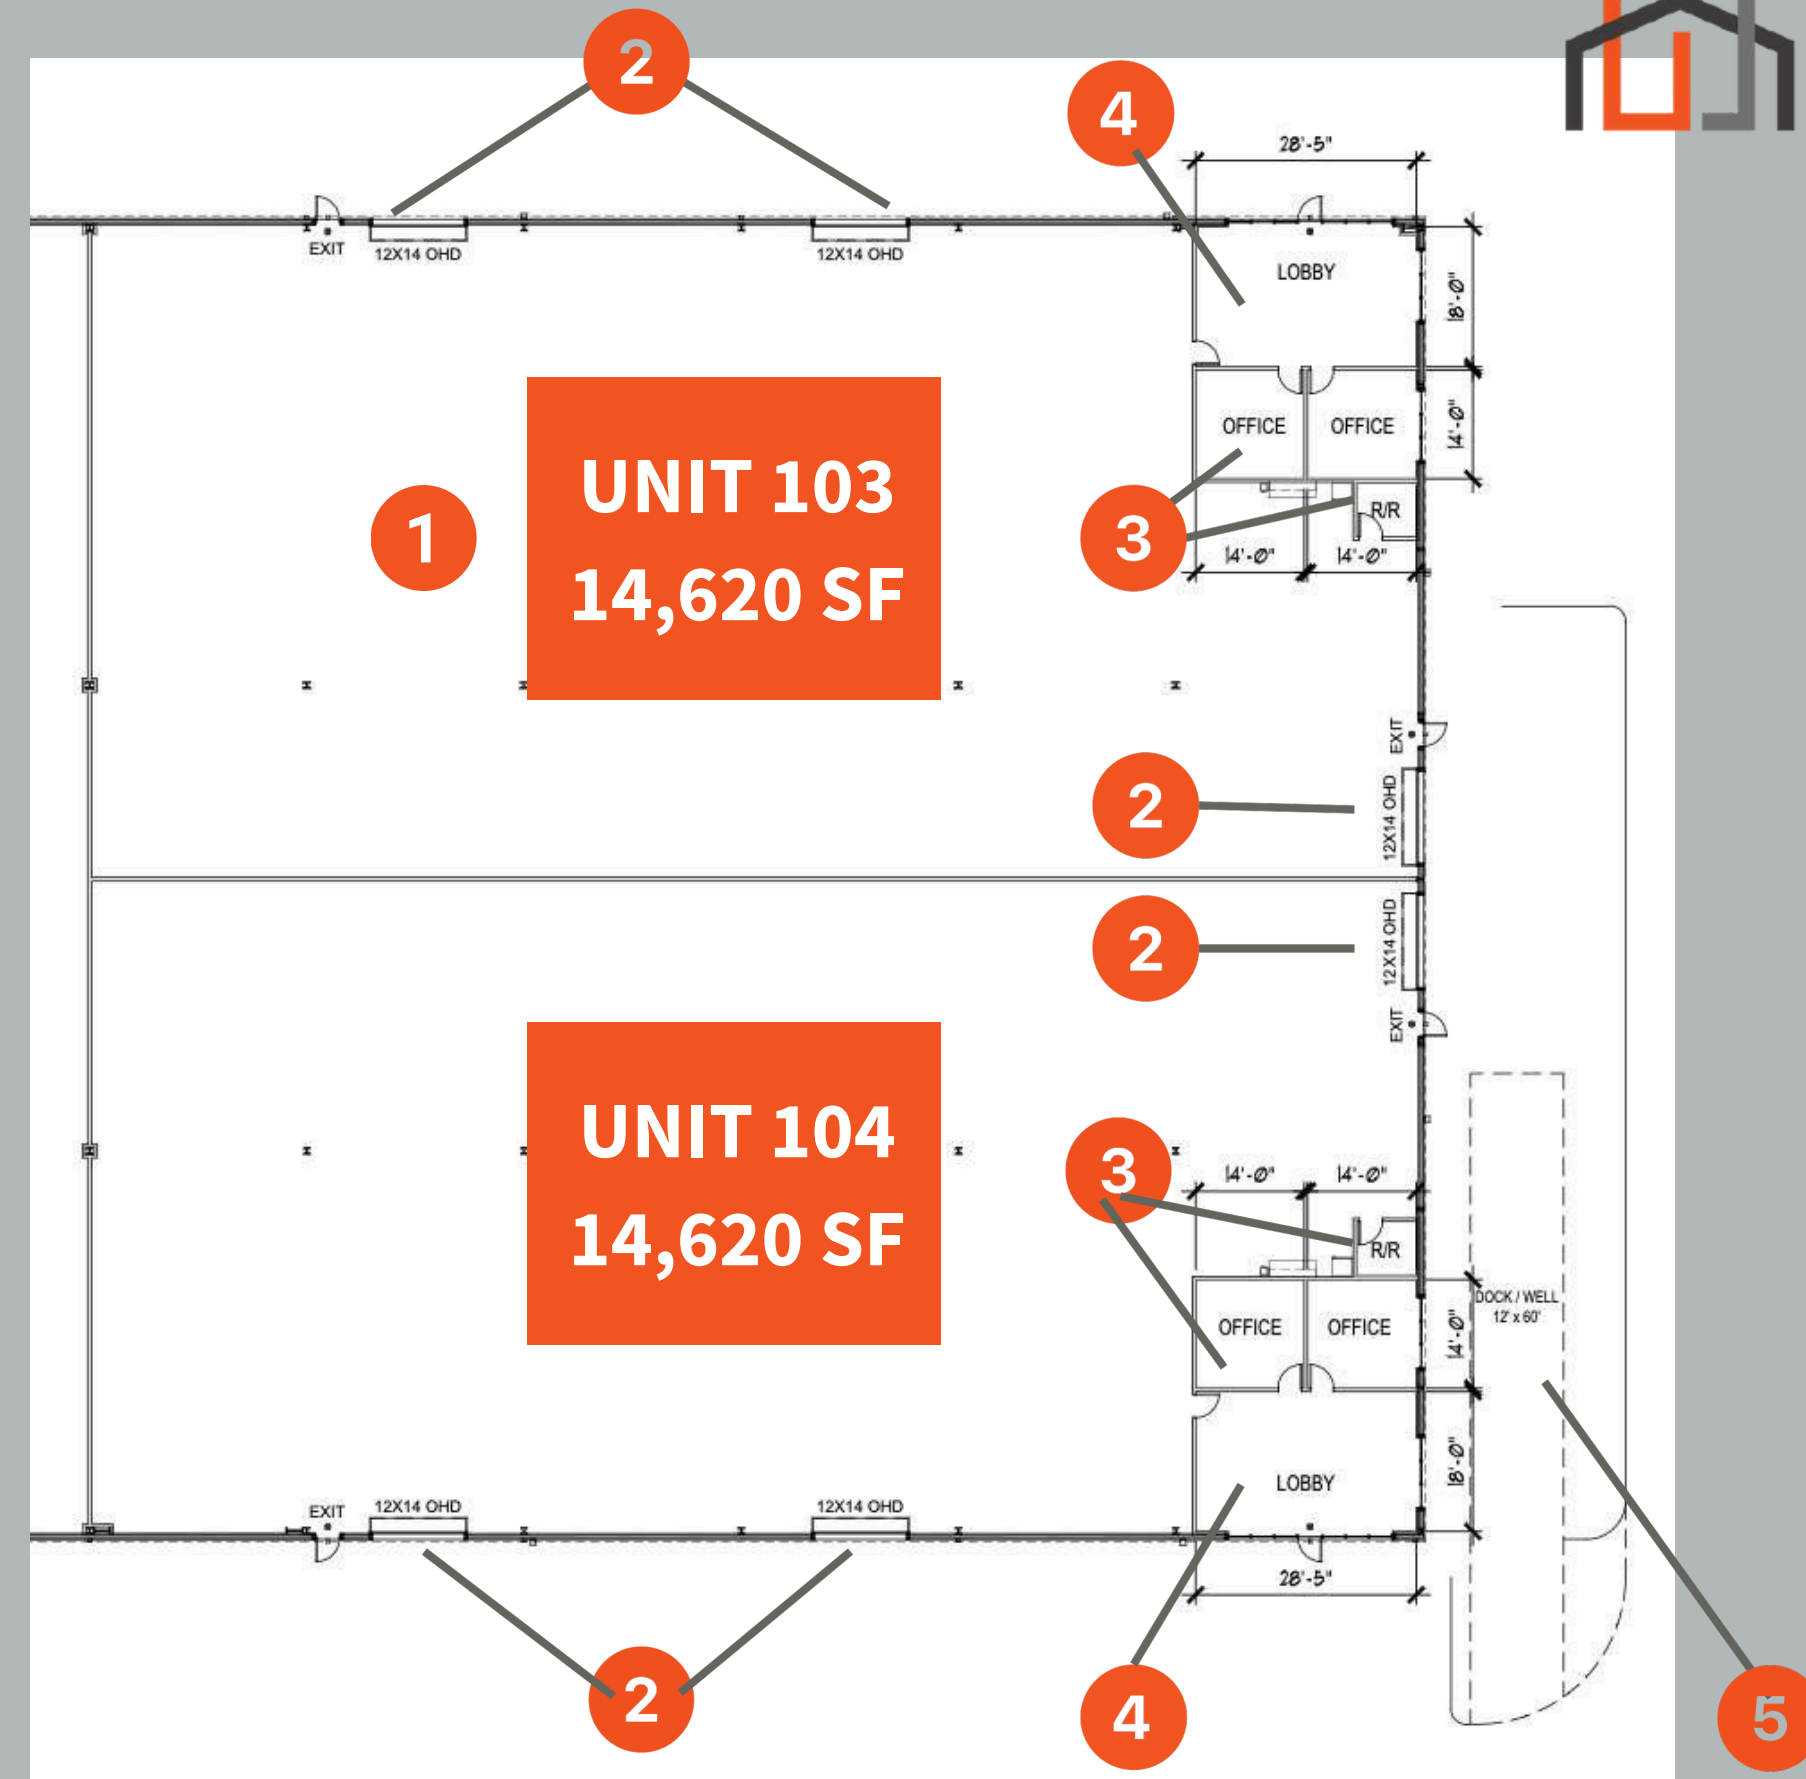 2
4
28'-5"
EXIT
12X14 OHD
12X14 OHD
LOBBY
18'-0"
OFFICE
OFFICE
14'-0"
UNIT 103
14,620 SF
1
3
R/R
14'-0"
14'-0"
EXIT
2
12X14 OHD
2
12X14 OHD
EXIT
UNIT 104
14,620 SF
3
14'-0"
14'-0"
R/R
DOCK / WELL
12' x 60'
OFFICE
OFFICE
14'-0"
LOBBY
18'-0"
EXIT
12X14 OHD
12X14 OHD
28'-5"
2
4
5